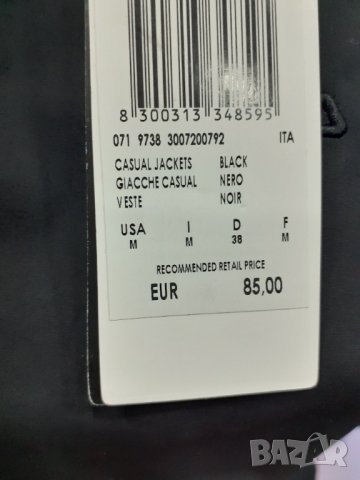 8 300313 348595
071 9738 3007200792 ITA
CASUAL JACKETS BLACK
GIACCHE CASUAL NERO
VESTE NOIR
USA I D F
M M 38 M
RECOMMENDED RETAIL PRICE
EUR 85,00
BAZAR